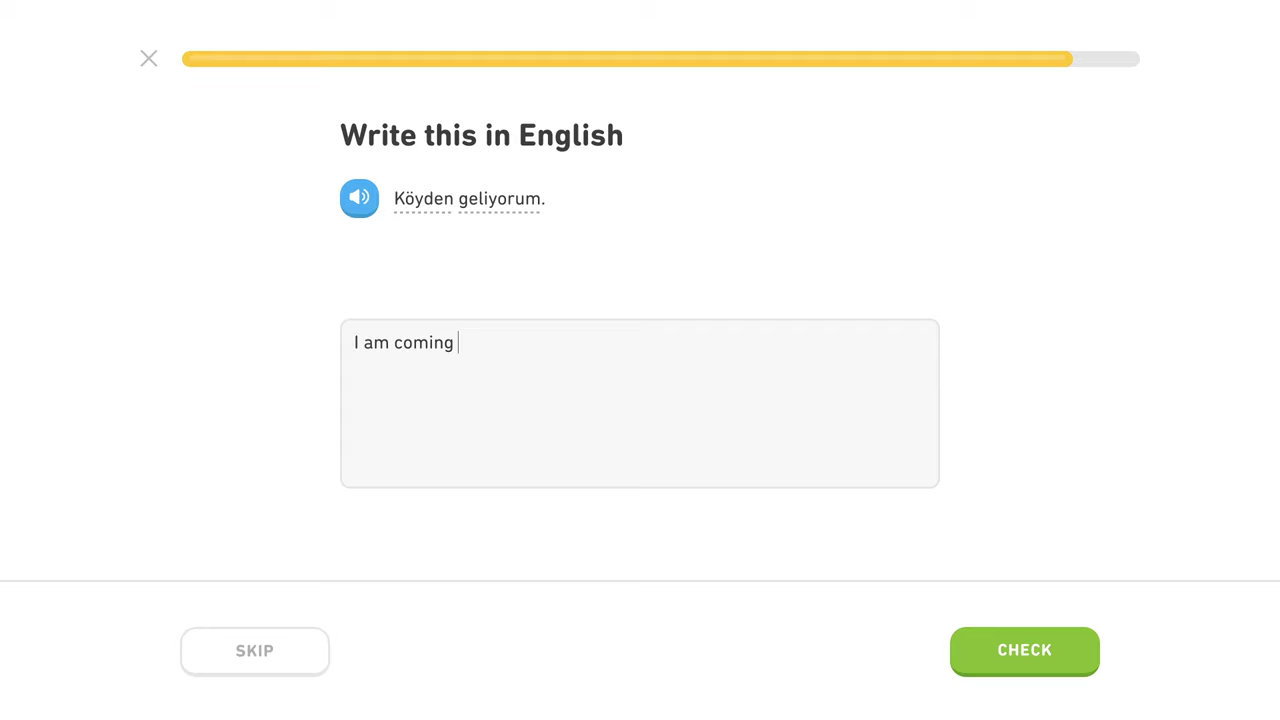 Write this in English
Köyden geliyorum.
I am coming
SKIP
CHECK